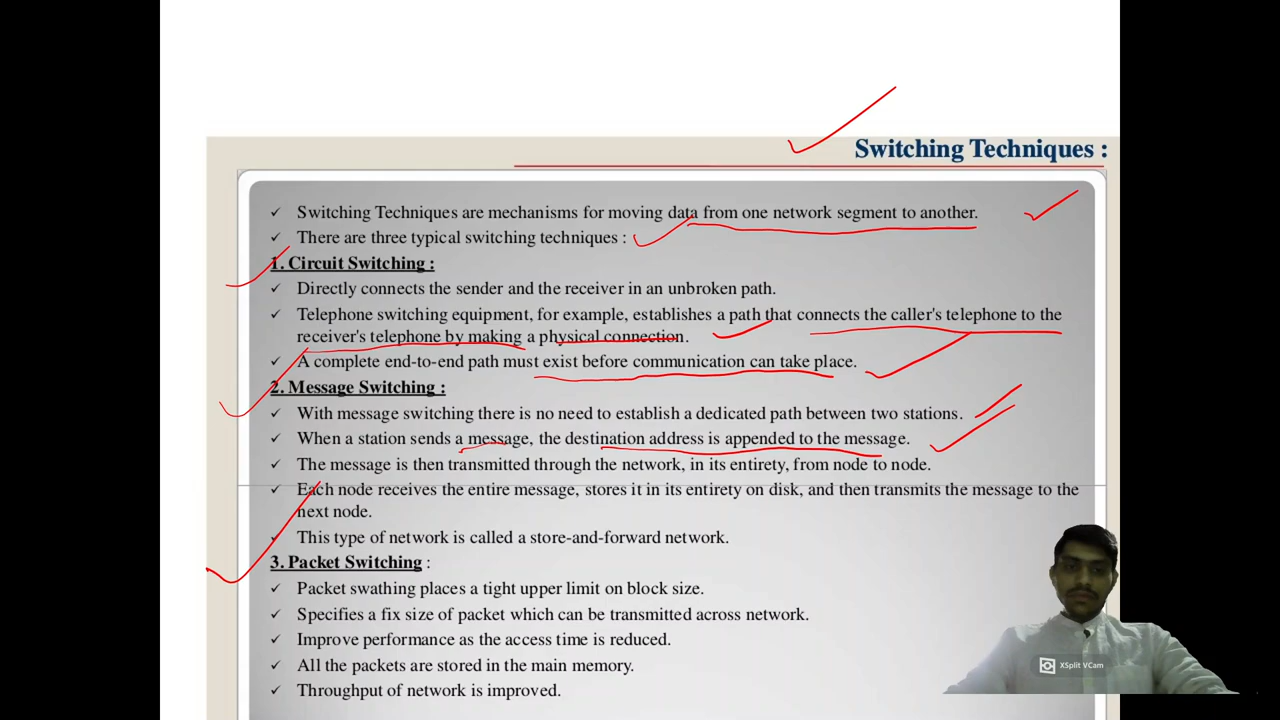 Switching Techniques :
✓ Switching Techniques are mechanisms for moving data from one network segment to another.
✓ There are three typical switching techniques :
1. Circuit Switching :
✓ Directly connects the sender and the receiver in an unbroken path.
✓ Telephone switching equipment, for example, establishes a path that connects the caller's telephone to the
receiver's telephone by making a physical connection.
✓ A complete end-to-end path must exist before communication can take place.
2. Message Switching :
✓ With message switching there is no need to establish a dedicated path between two stations.
✓ When a station sends a message, the destination address is appended to the message.
✓ The message is then transmitted through the network, in its entirety, from node to node.
✓ Each node receives the entire message, stores it in its entirety on disk, and then transmits the message to the
next node.
✓ This type of network is called a store-and-forward network.
3. Packet Switching :
✓ Packet swathing places a tight upper limit on block size.
✓ Specifies a fix size of packet which can be transmitted across network.
✓ Improve performance as the access time is reduced.
✓ All the packets are stored in the main memory.
✓ Throughput of network is improved.
XSplit VCam